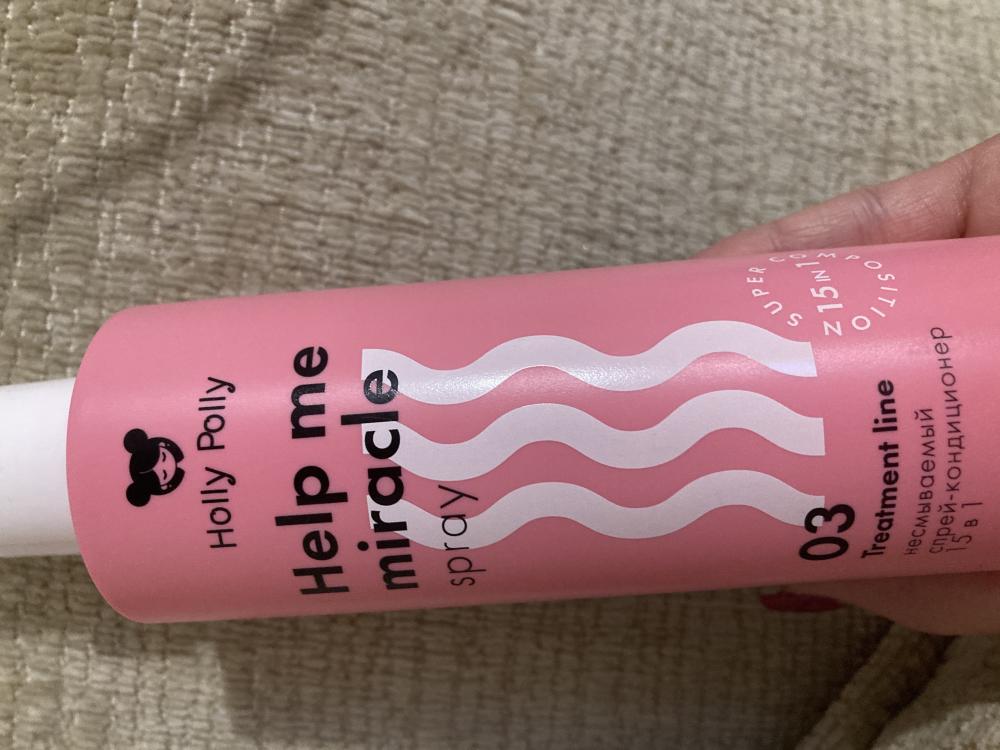 Holly Polly
Help me
miracle
spray
SUPER COMPOSITION
15 IN 1
03
Treatment line
несмываемый
спрей-кондиционер
15 в 1